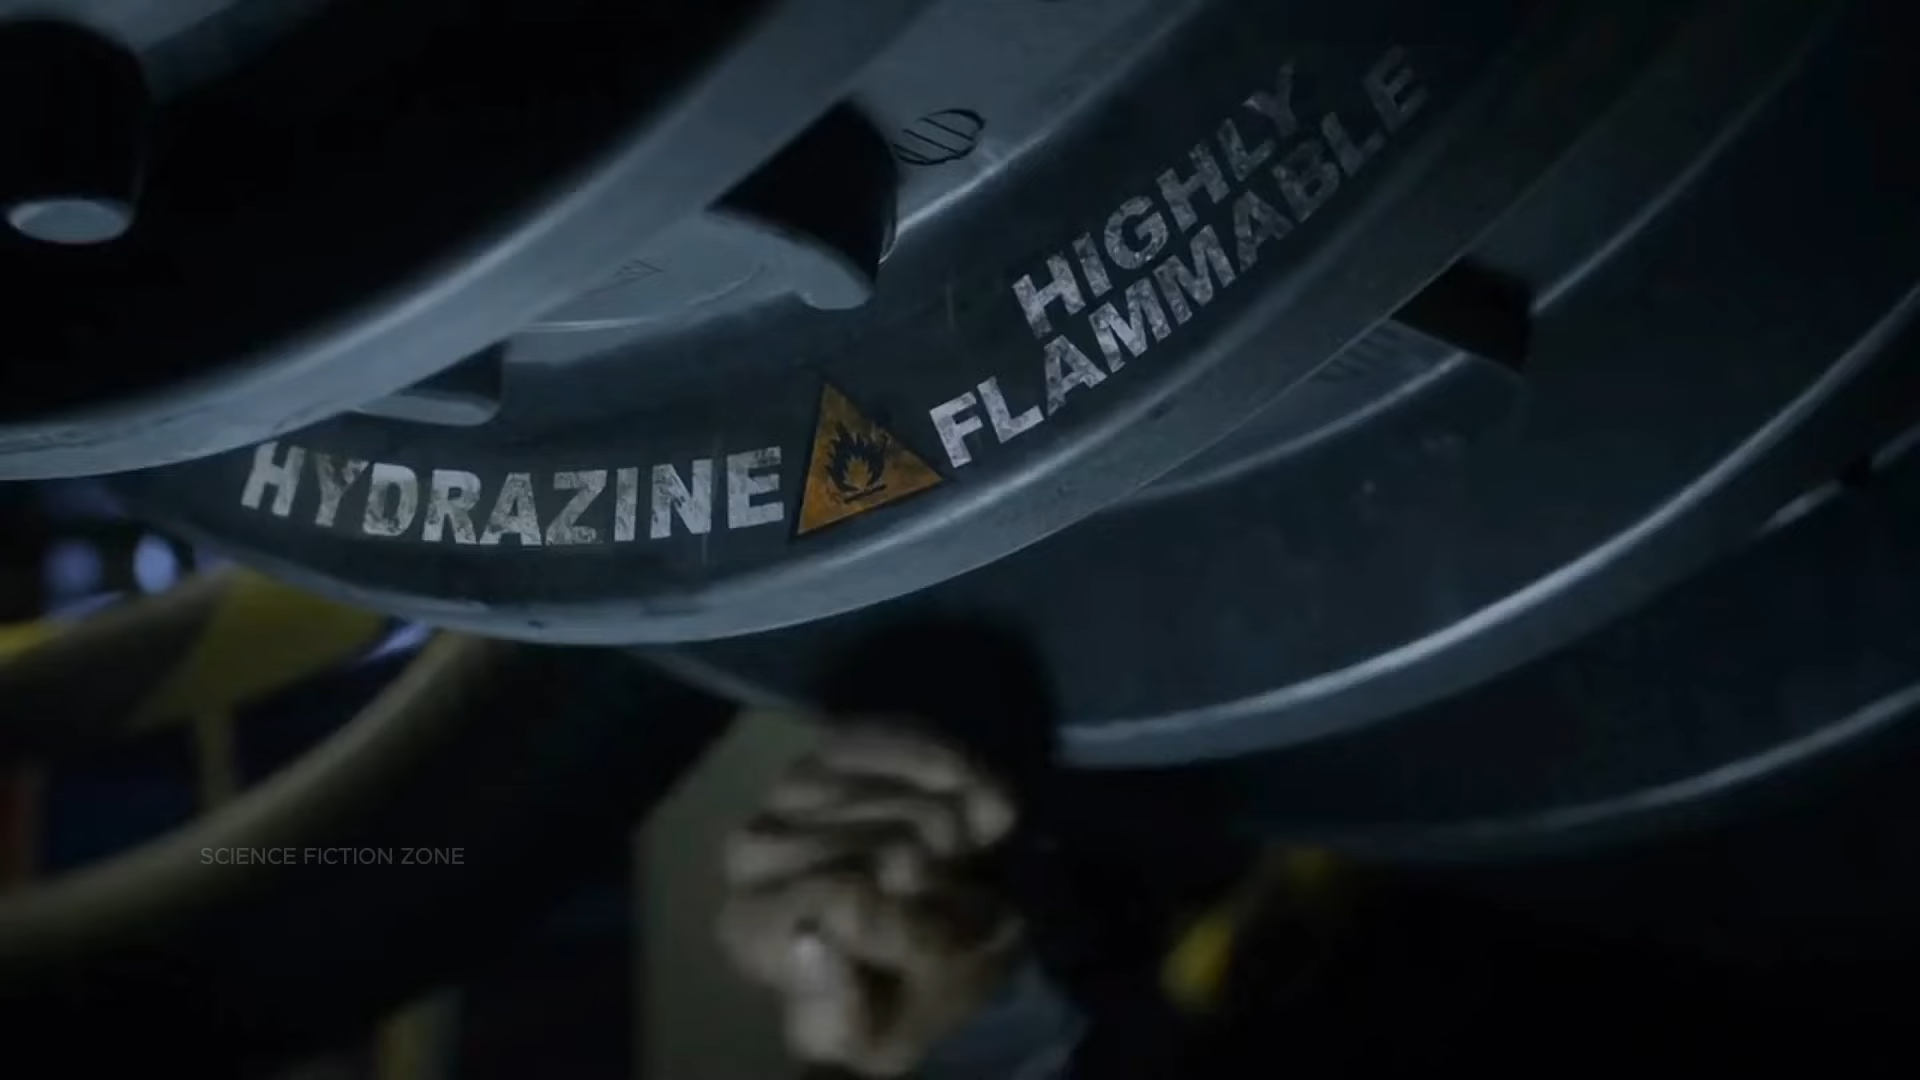 HYDRAZINE
HIGHLY
FLAMMABLE
SCIENCE FICTION ZONE